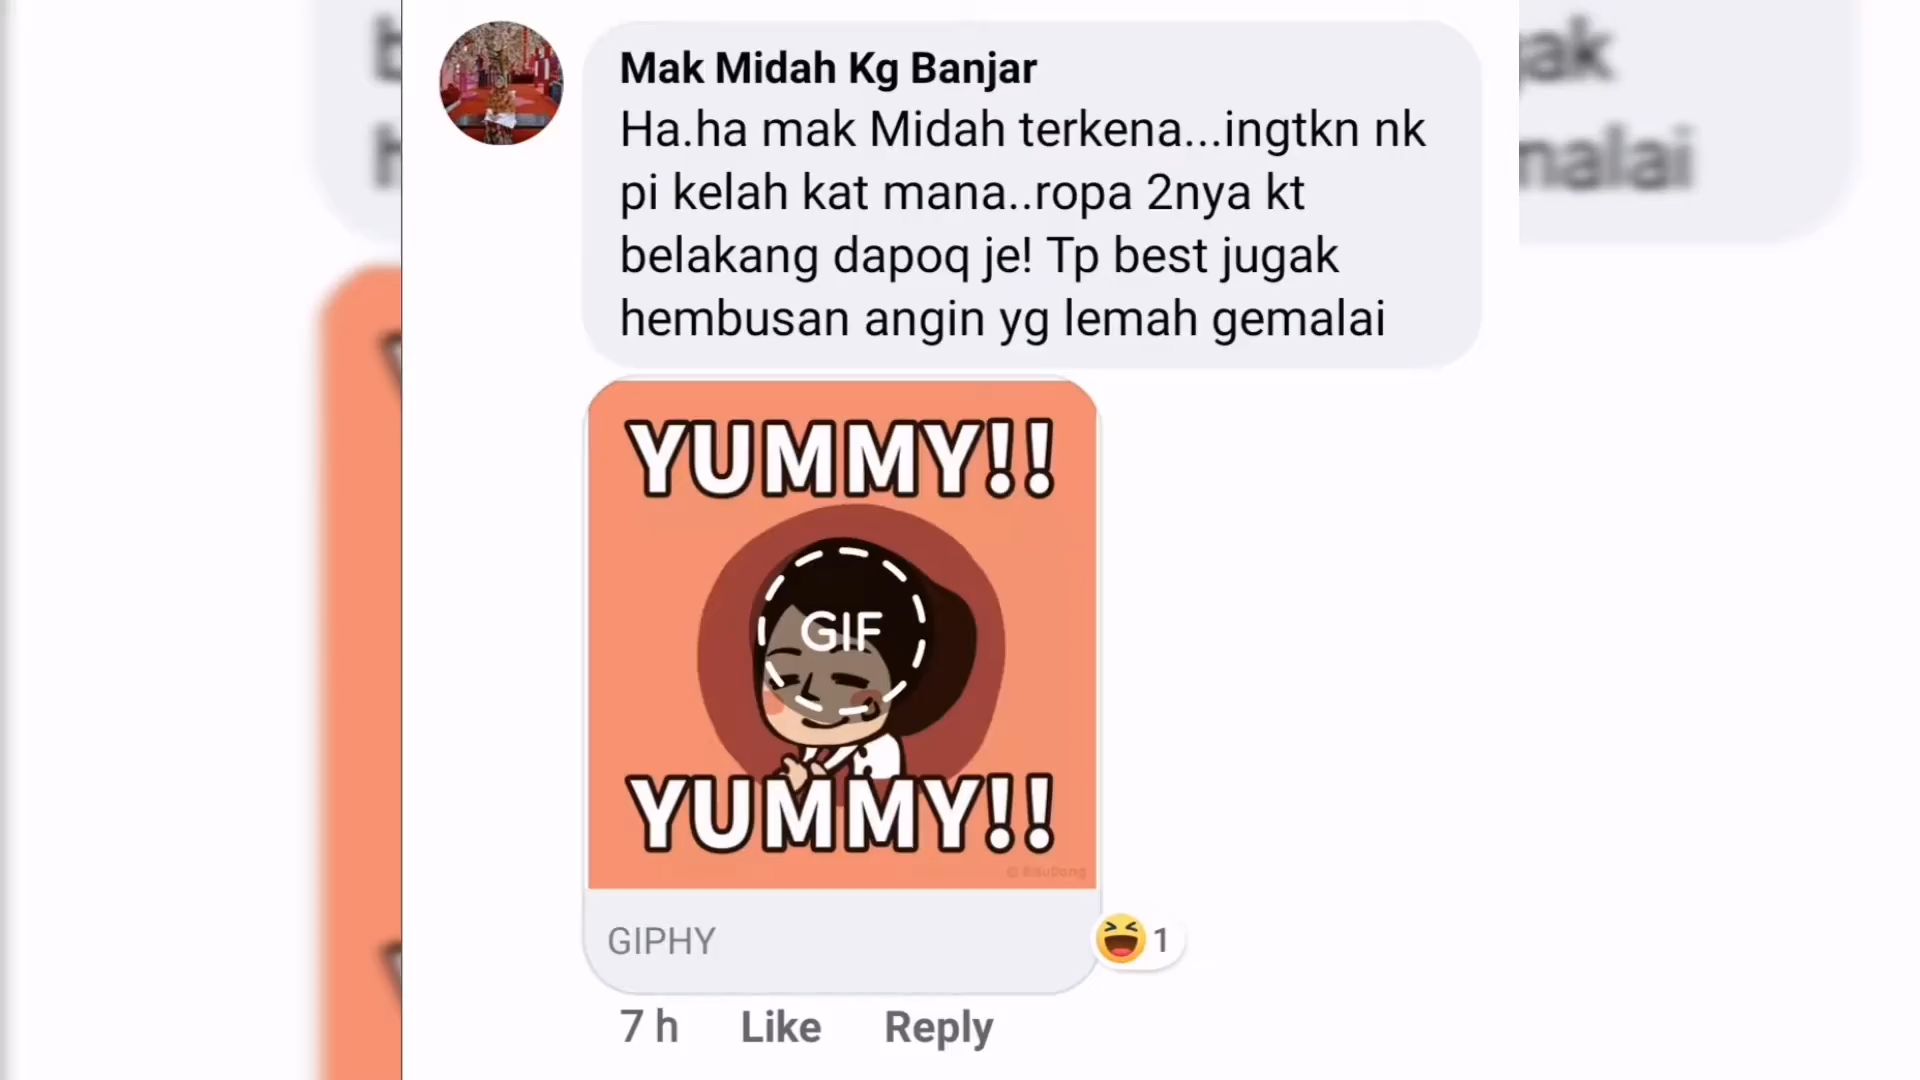 Mak Midah Kg Banjar
Ha.ha mak Midah terkena...ingtkn nk
pi kelah kat mana..ropa 2nya kt
belakang dapoq je! Tp best jugak
hembusan angin yg lemah gemalai
YUMMY!!
GIF
YUMMY!!
GIPHY
1
7 h Like Reply